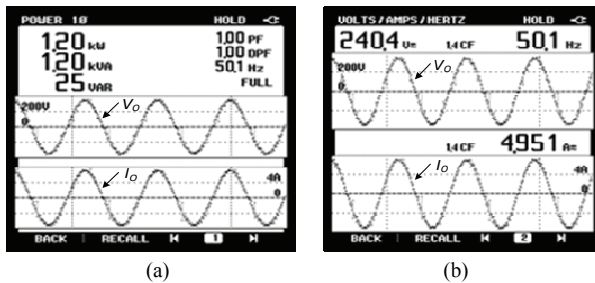 POWER 1Ø HOLD
1,20 kW 1,00 PF
1,20 kVA 1,00 DPF
25 VAR 50,1 Hz
FULL
200V
0
VO
IO
4A
0
BACK RECALL 1
(a)
VOLTS/AMPS/HERTZ HOLD
240,4 V≂ 1,4 CF 50,1 Hz
200V
0
VO
1,4 CF 4,951 A≂
IO
4A
0
BACK RECALL 2
(b)